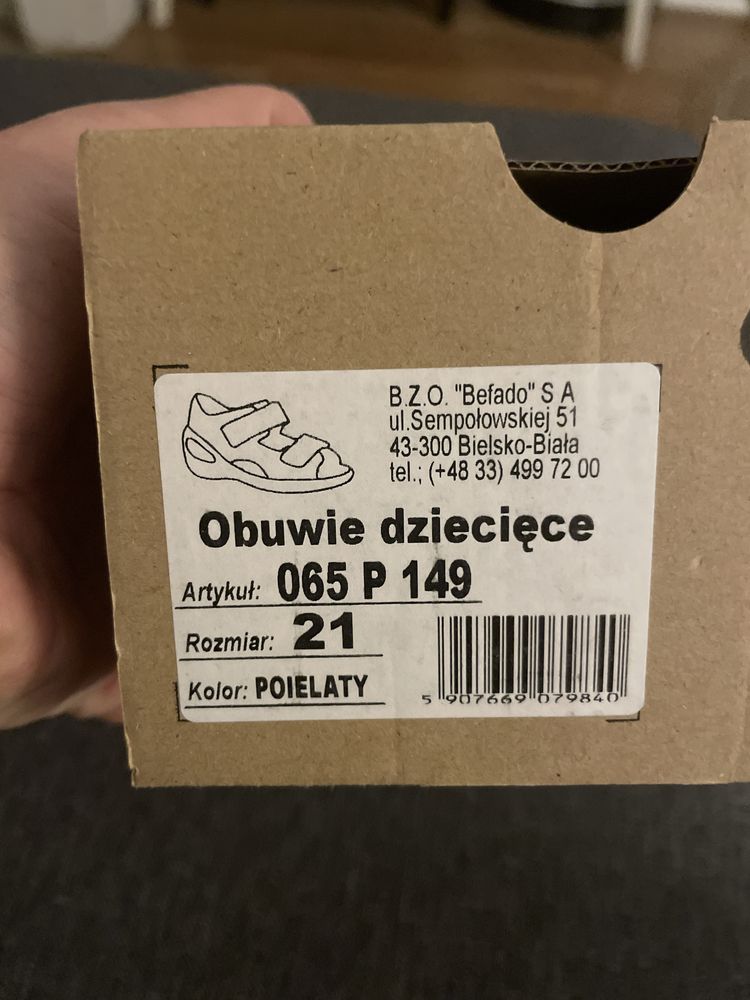 B.Z.O. "Befado" S A
ul.Sempołowskiej 51
43-300 Bielsko-Biała
tel.; (+48 33) 499 72 00
Obuwie dziecięce
Artykuł: 065 P 149
Rozmiar: 21
Kolor: POIELATY
5 907669 079840